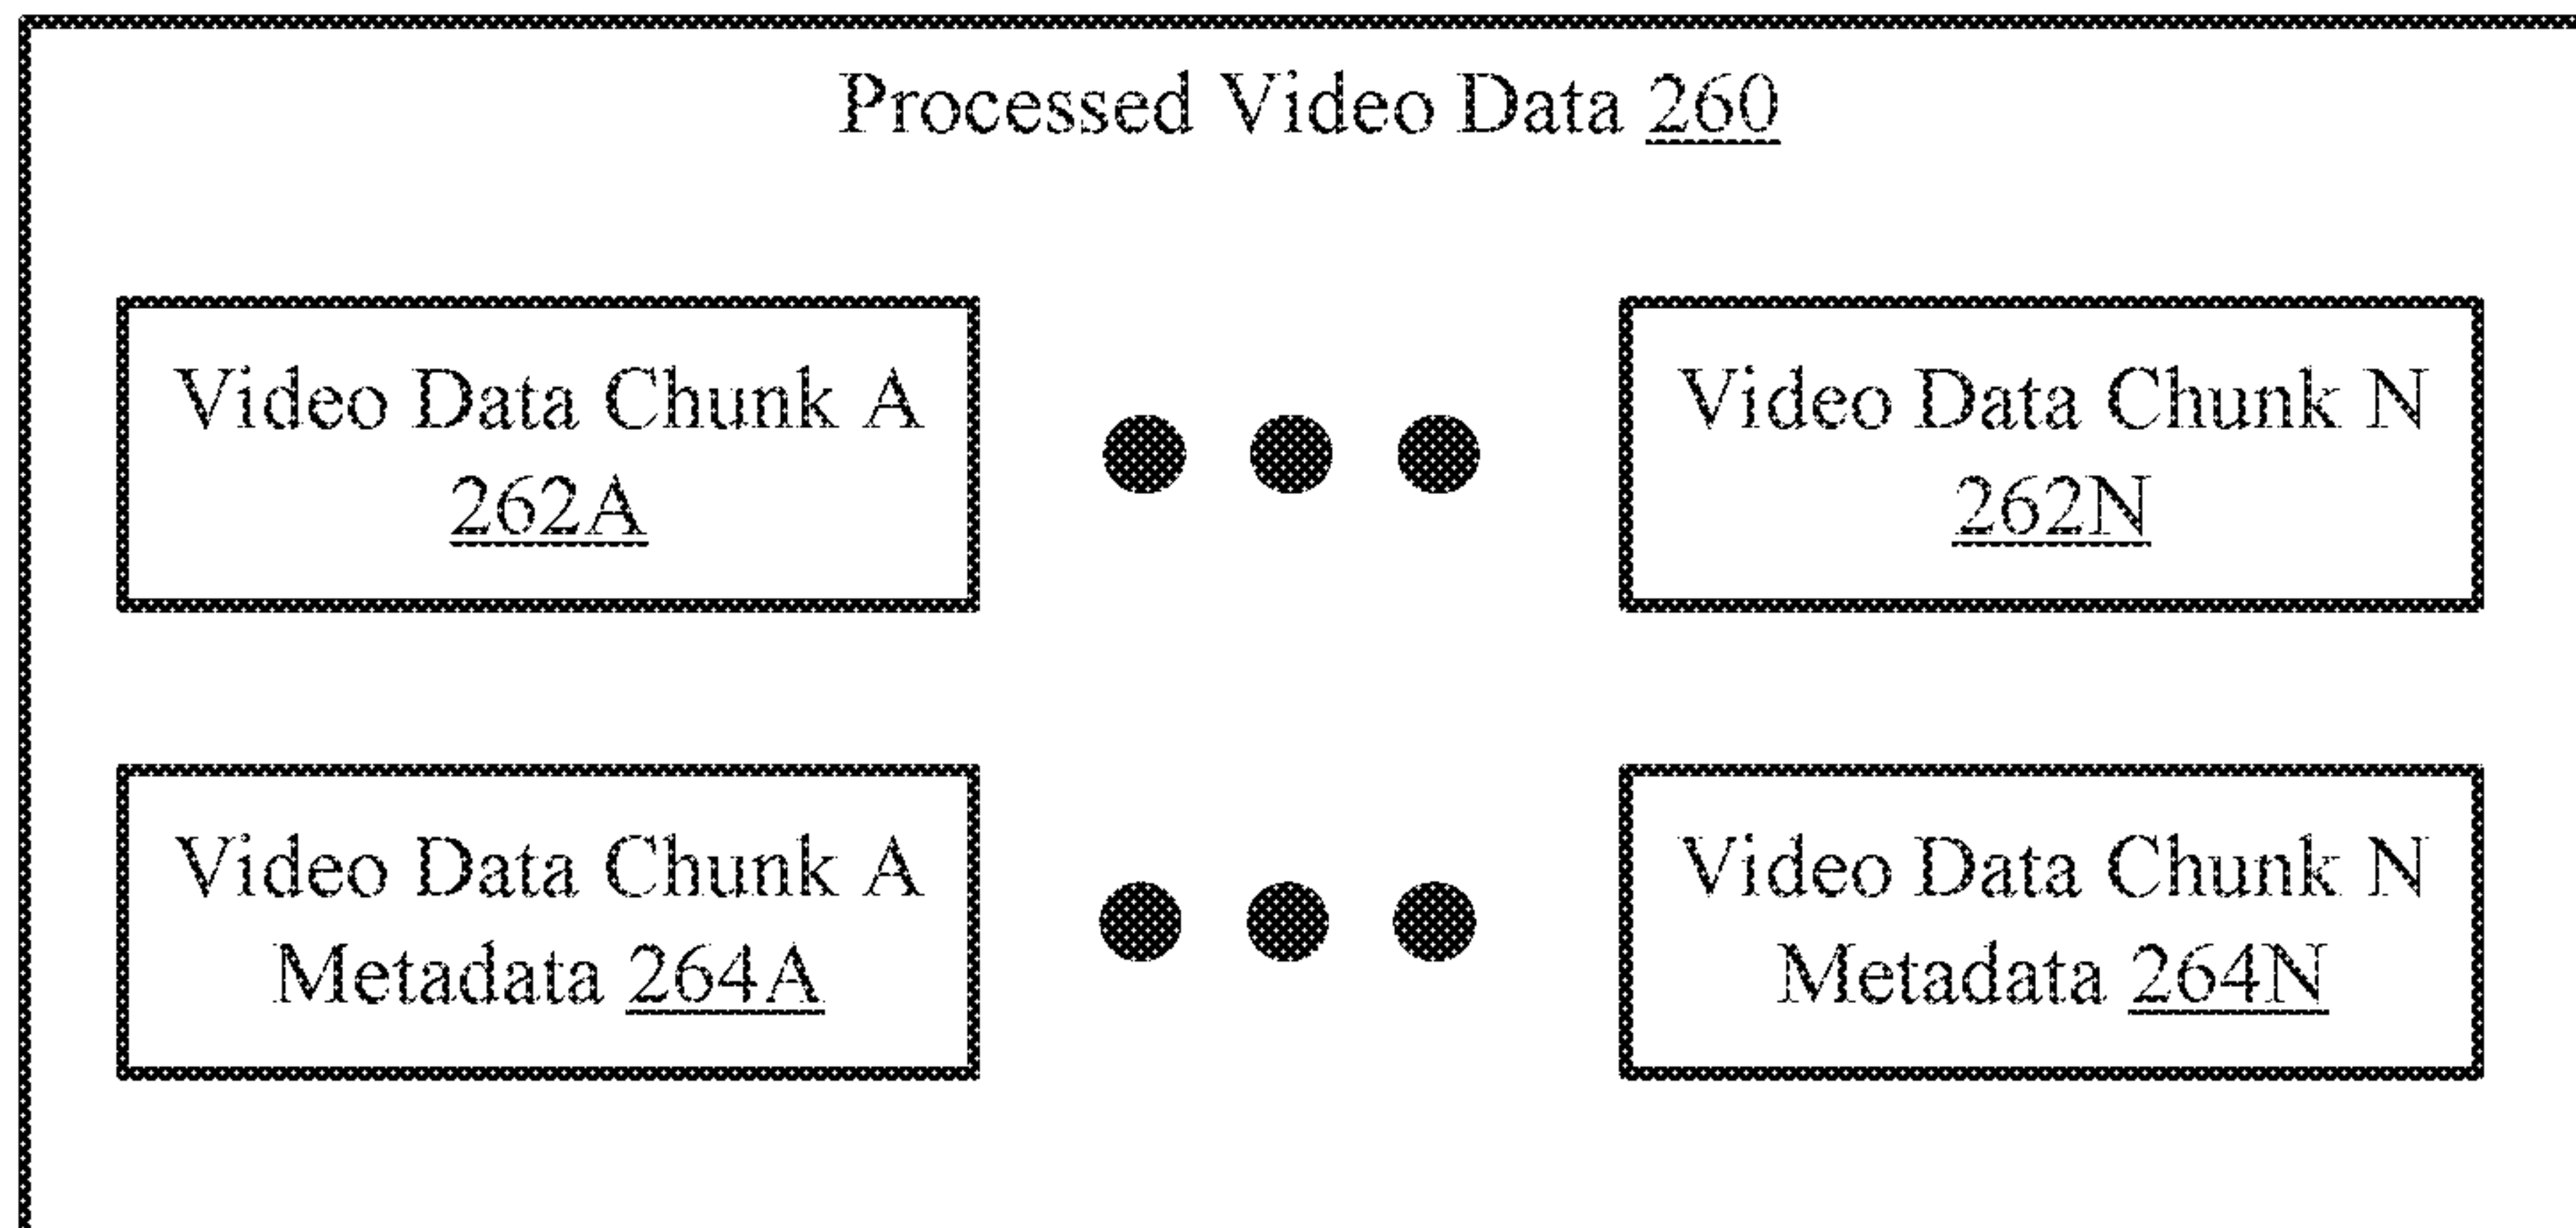 Processed Video Data 260
Video Data Chunk A
262A
Video Data Chunk N
262N
Video Data Chunk A
Metadata 264A
Video Data Chunk N
Metadata 264N